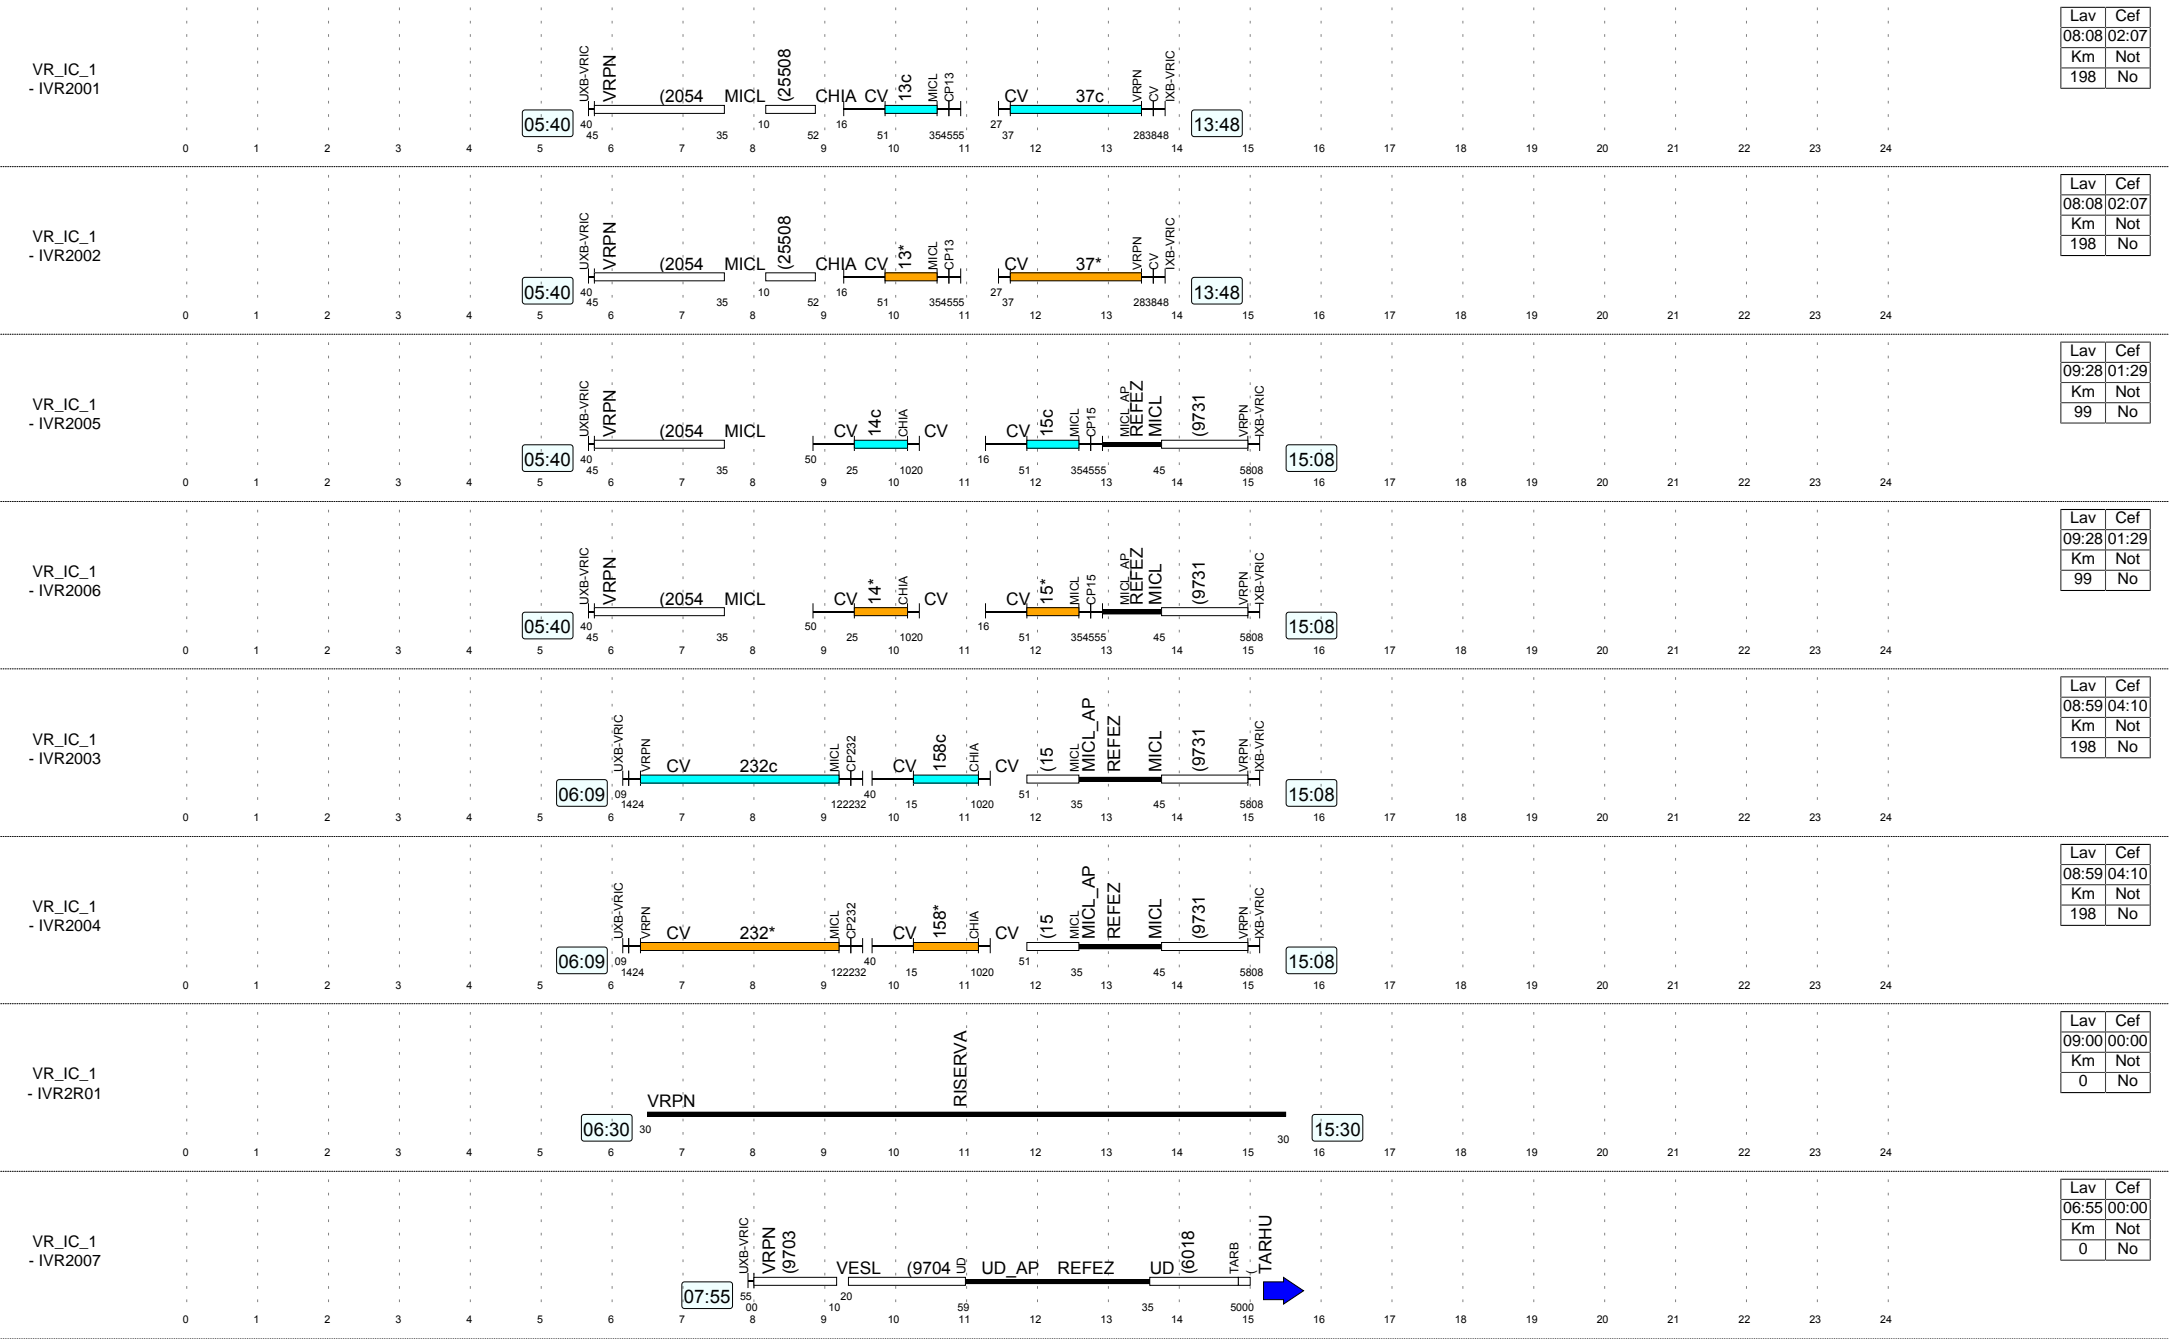 VR_IC_1
- IVR2001
UXB-VRIC VRPN (2054 MICL (25508 CHIA CV 13c MICL CP13 CV 37c VRPN CV IXB-VRIC
05:40 40 45 35 10 52 16 51 354555 27 37 283848 13:48
0 1 2 3 4 5 6 7 8 9 10 11 12 13 14 15 16 17 18 19 20 21 22 23 24
Lav Cef
08:08 02:07
Km Not
198 No
VR_IC_1
- IVR2002
UXB-VRIC VRPN (2054 MICL (25508 CHIA CV 13* MICL CP13 CV 37* VRPN CV IXB-VRIC
05:40 40 45 35 10 52 16 51 354555 27 37 283848 13:48
0 1 2 3 4 5 6 7 8 9 10 11 12 13 14 15 16 17 18 19 20 21 22 23 24
Lav Cef
08:08 02:07
Km Not
198 No
VR_IC_1
- IVR2005
UXB-VRIC VRPN (2054 MICL CV 14c CHIA CV CV 15c MICL CP15 MICL_AP REFEZ MICL (9731 VRPN IXB-VRIC
05:40 40 45 35 50 25 1020 16 51 354555 45 5808 15:08
0 1 2 3 4 5 6 7 8 9 10 11 12 13 14 15 16 17 18 19 20 21 22 23 24
Lav Cef
09:28 01:29
Km Not
99 No
VR_IC_1
- IVR2006
UXB-VRIC VRPN (2054 MICL CV 14* CHIA CV CV 15* MICL CP15 MICL_AP REFEZ MICL (9731 VRPN IXB-VRIC
05:40 40 45 35 50 25 1020 16 51 354555 45 5808 15:08
0 1 2 3 4 5 6 7 8 9 10 11 12 13 14 15 16 17 18 19 20 21 22 23 24
Lav Cef
09:28 01:29
Km Not
99 No
VR_IC_1
- IVR2003
UXB-VRIC VRPN CV 232c MICL CP232 CV 158c CHIA CV (15 MICL MICL_AP REFEZ MICL (9731 VRPN IXB-VRIC
06:09 09 1424 122232 40 15 1020 51 35 45 5808 15:08
0 1 2 3 4 5 6 7 8 9 10 11 12 13 14 15 16 17 18 19 20 21 22 23 24
Lav Cef
08:59 04:10
Km Not
198 No
VR_IC_1
- IVR2004
UXB-VRIC VRPN CV 232* MICL CP232 CV 158* CHIA CV (15 MICL MICL_AP REFEZ MICL (9731 VRPN IXB-VRIC
06:09 09 1424 122232 40 15 1020 51 35 45 5808 15:08
0 1 2 3 4 5 6 7 8 9 10 11 12 13 14 15 16 17 18 19 20 21 22 23 24
Lav Cef
08:59 04:10
Km Not
198 No
VR_IC_1
- IVR2R01
VRPN RISERVA
06:30 30 30 15:30
0 1 2 3 4 5 6 7 8 9 10 11 12 13 14 15 16 17 18 19 20 21 22 23 24
Lav Cef
09:00 00:00
Km Not
0 No
VR_IC_1
- IVR2007
UXB-VRIC VRPN (9703 VESL (9704 UD UD_AP REFEZ UD (6018 TARB ( TARHU
07:55 55 00 10 20 59 35 5000
0 1 2 3 4 5 6 7 8 9 10 11 12 13 14 15 16 17 18 19 20 21 22 23 24
Lav Cef
06:55 00:00
Km Not
0 No